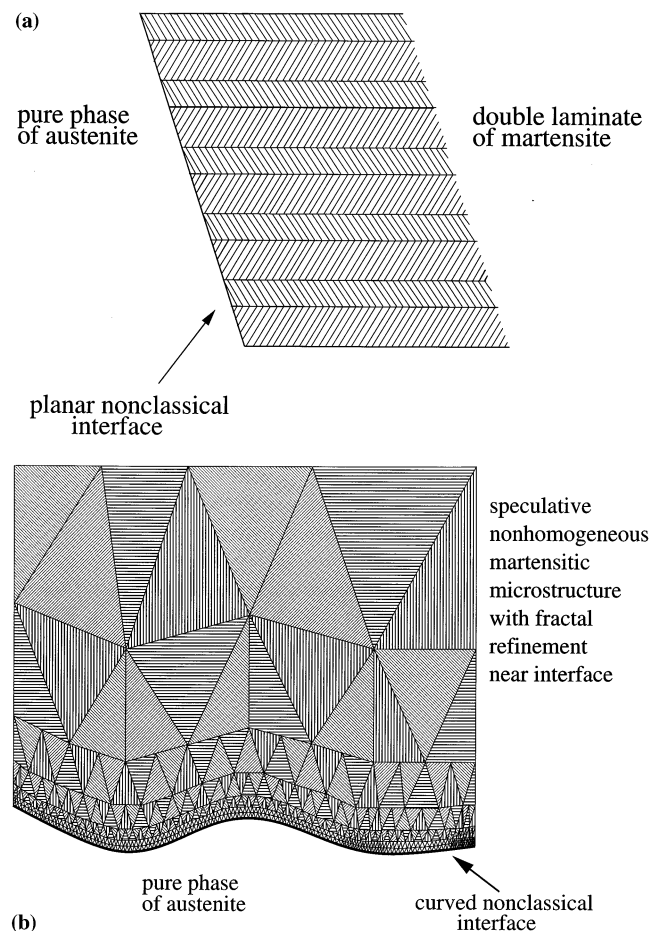 (a)
pure phase
of austenite
double laminate
of martensite
planar nonclassical
interface
speculative
nonhomogeneous
martensitic
microstructure
with fractal
refinement
near interface
pure phase
of austenite
curved nonclassical
interface
(b)